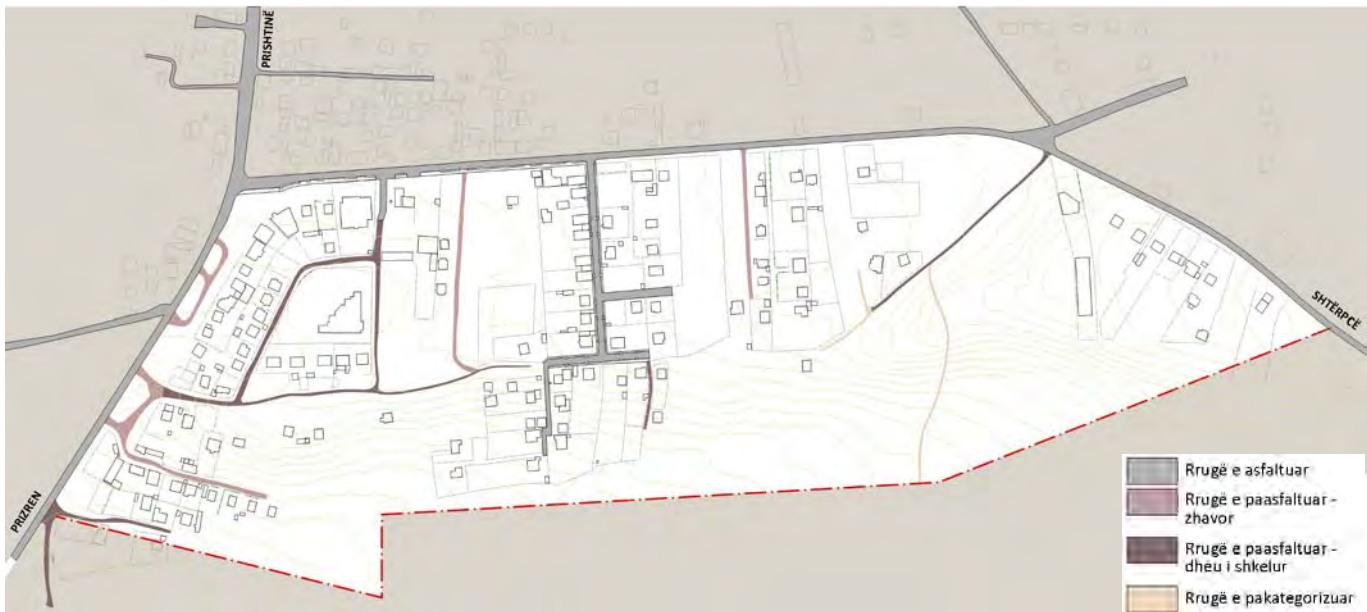 PRISHTINË
SHTËRPCË
PRIZREN
Rrugë e asfaltuar
Rrugë e paasfaltuar -
zhavor
Rrugë e paasfaltuar -
dheu i shkelur
Rrugë e pakategorizuar